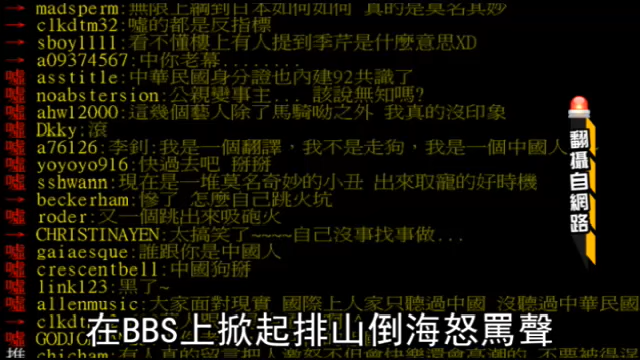 → madsperm:無限上綱到日本如何如何 真的是莫名其妙
→ clkdtm32:噓的都是反指標
→ sboy1111:看不懂樓上有人提到季芹是什麼意思XD
→ a09374567:中你老幕........
噓 asstitle:中華民國身分證也內建92共識了
噓 noabstersion:公親變事主... 該說無知嗎?
噓 ahwl2000:這幾個藝人除了馬騎呦之外 我真的沒印象
噓 Dkky:滾
→ a76126:李釗:我是一個翻譯，我不是走狗，我是一個中國人
噓 yoyoyo916:快過去吧 掰掰
噓 sshwann:現在是一堆莫名奇妙的小丑 出來取寵的好時機
→ beckerham:慘了 怎麼自己跳火坑
噓 roder:又一個跳出來吸砲火
→ CHRISTINAYEN:太搞笑了~~~~自己沒事找事做...
噓 gaiaesque:誰跟你是中國人
噓 crescentbell:中國狗掰
噓 link123:黑了~
噓 allenmusic:大家面對現實 國際上人家只聽過中國 沒聽過中華民國
→ clkdt
噓 GODJC
推 chicham:
翻攝自網路
在BBS上掀起排山倒海怒罵聲